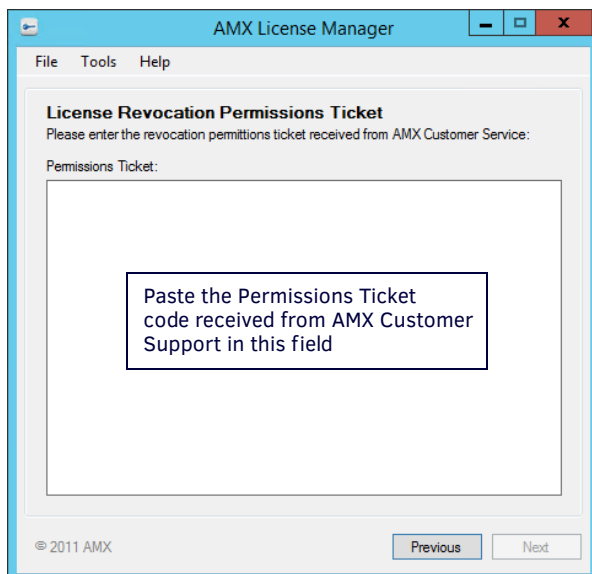 AMX License Manager
File Tools Help
License Revocation Permissions Ticket
Please enter the revocation permittions ticket received from AMX Customer Service:
Permissions Ticket:
Paste the Permissions Ticket
code received from AMX Customer
Support in this field
© 2011 AMX Previous Next